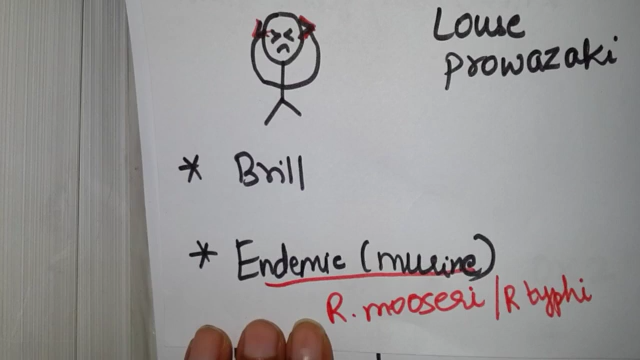 Louse
Prowazaki
* Brill
* Endemic (murine)
R. mooseri / R typhi